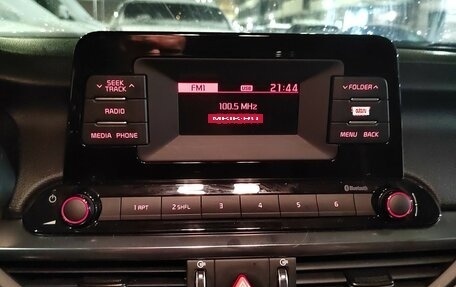 SEEK
TRACK
FM1 USB 21:44
FOLDER
RADIO
100.5 MHz
MEDIA PHONE
MENU BACK
Bluetooth
1 APT 2 SHFL 3 4 5 6